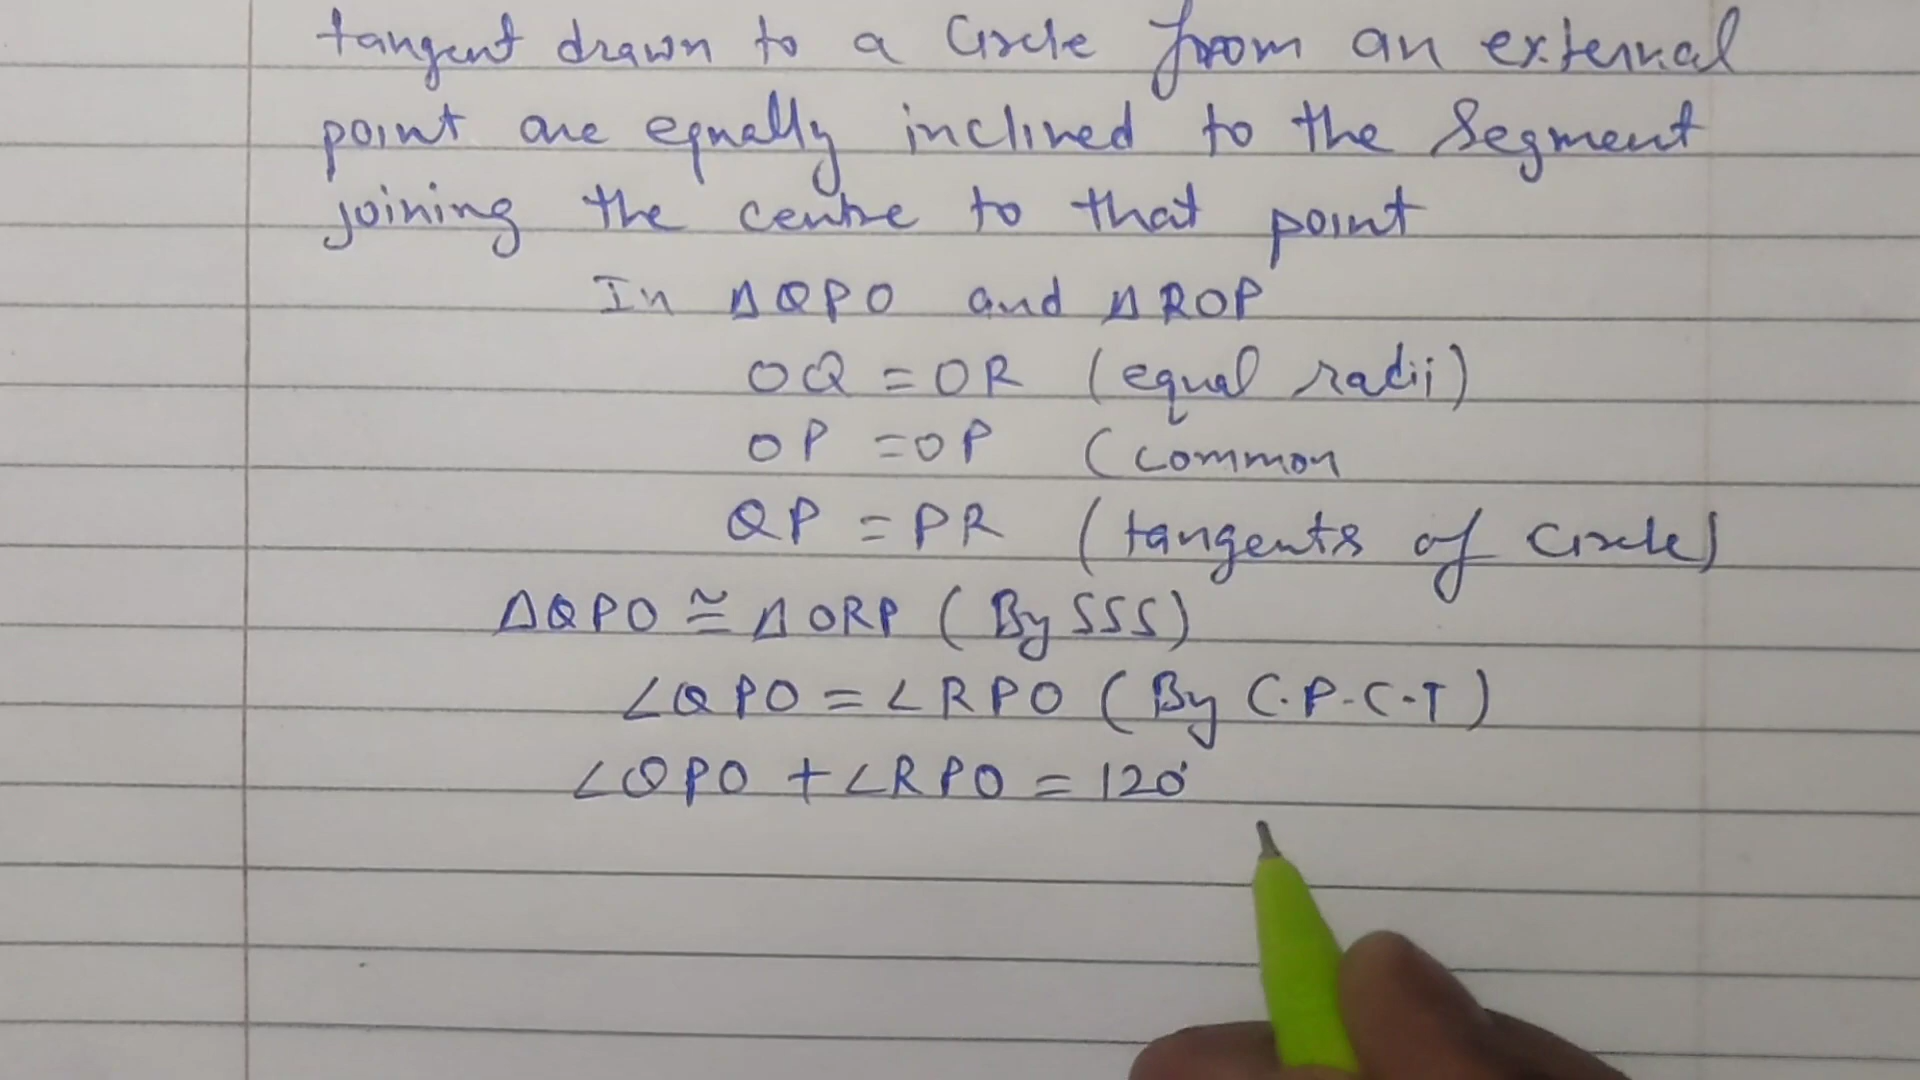 tangent drawn to a Circle from an external
point are equally inclined to the Segment
joining the centre to that point
In ΔQPO and ΔROP
OQ = OR (equal radii)
OP = OP (common
QP = PR (tangents of Circle)
ΔQPO ≅ ΔORP (By SSS)
∠QPO = ∠RPO (By C.P.C.T)
∠QPO + ∠RPO = 120°